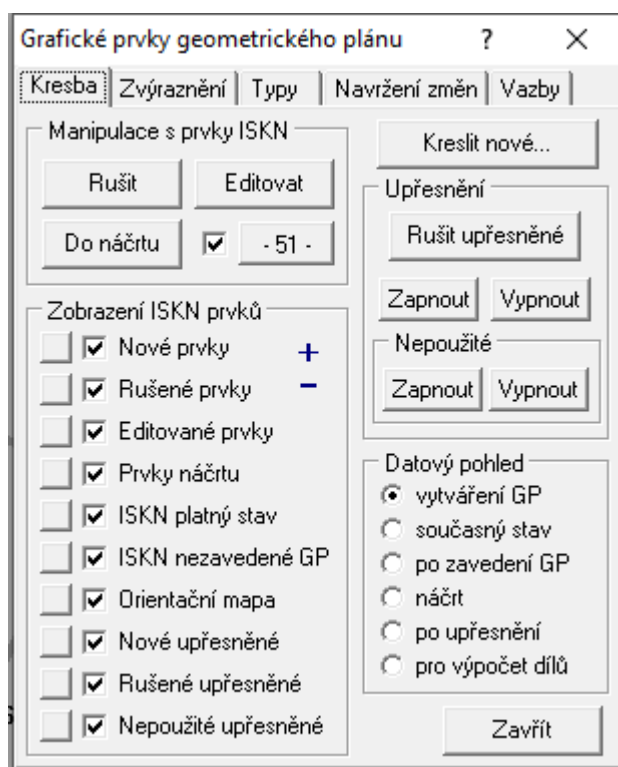 Grafické prvky geometrického plánu ?
Kresba Zvýraznění Typy Navržení změn Vazby
Manipulace s prvky ISKN
Rušit Editovat
Do náčrtu - 51 -
Zobrazení ISKN prvků
Nové prvky +
Rušené prvky -
Editované prvky
Prvky náčrtu
ISKN platný stav
ISKN nezavedené GP
Orientační mapa
Nové upřesněné
Rušené upřesněné
Nepoužité upřesněné
Kreslit nové...
Upřesnění
Rušit upřesněné
Zapnout Vypnout
Nepoužité
Zapnout Vypnout
Datový pohled
vytváření GP
současný stav
po zavedení GP
náčrt
po upřesnění
pro výpočet dílů
Zavřít